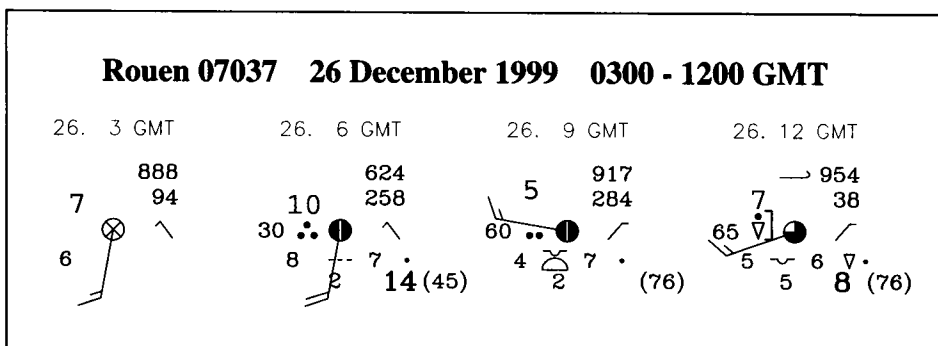 Rouen 07037 26 December 1999 0300 - 1200 GMT
26. 3 GMT 26. 6 GMT 26. 9 GMT 26. 12 GMT
888 624 917 954
7 94 10 258 5 284 7 38
30 60 65
6 8 7 4 7 5 6
2 14 (45) 2 (76) 5 8 (76)